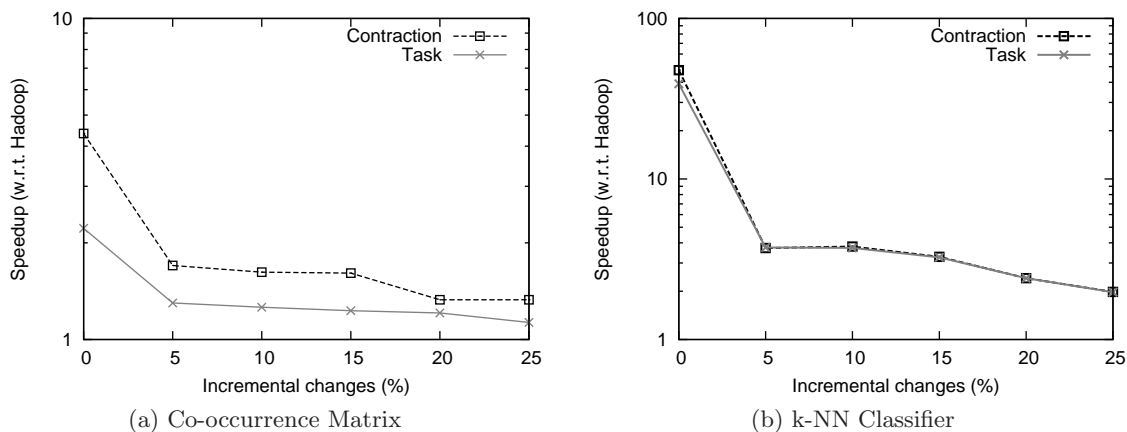 10
1
0 5 10 15 20 25
Speedup (w.r.t. Hadoop)
Incremental changes (%)
Contraction
Task
(a) Co-occurrence Matrix
100
10
1
0 5 10 15 20 25
Speedup (w.r.t. Hadoop)
Incremental changes (%)
Contraction
Task
(b) k-NN Classifier